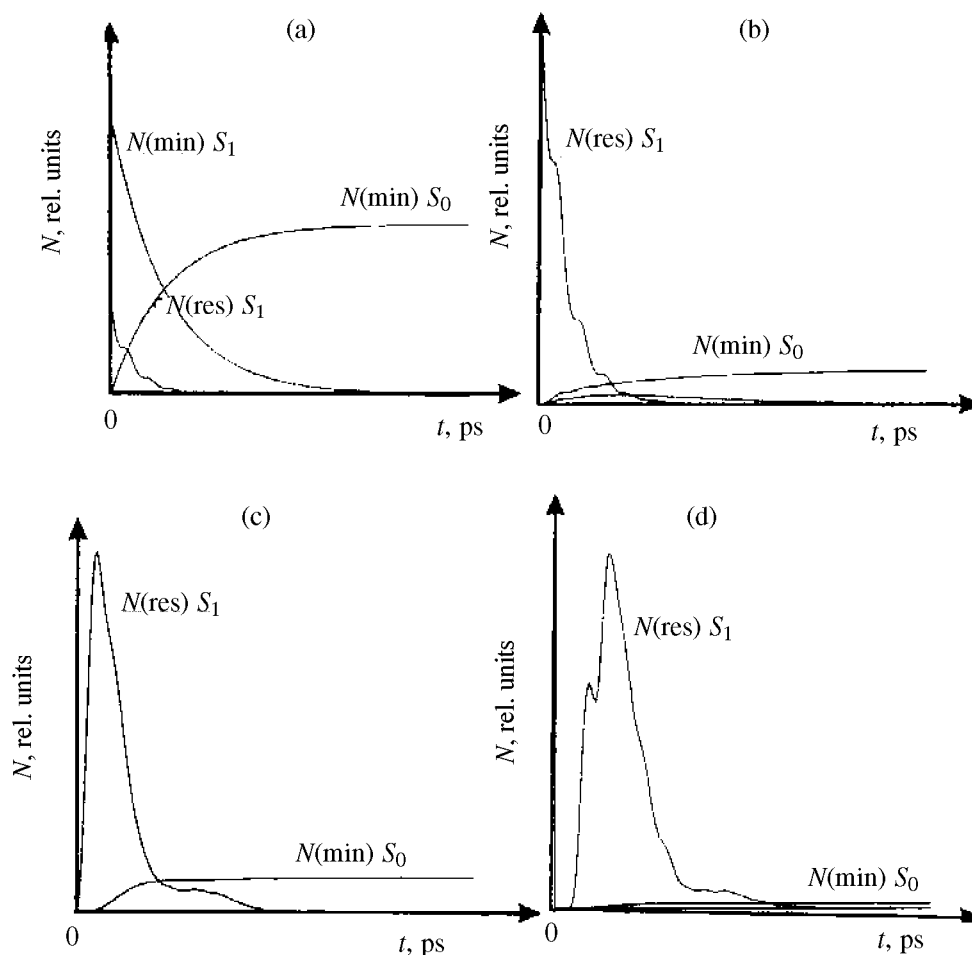 (a)
N, rel. units
N(min) S₁
N(min) S₀
N(res) S₁
0
t, ps
(b)
N, rel. units
N(res) S₁
N(min) S₀
0
t, ps
(c)
N, rel. units
N(res) S₁
N(min) S₀
0
t, ps
(d)
N, rel. units
N(res) S₁
N(min) S₀
0
t, ps